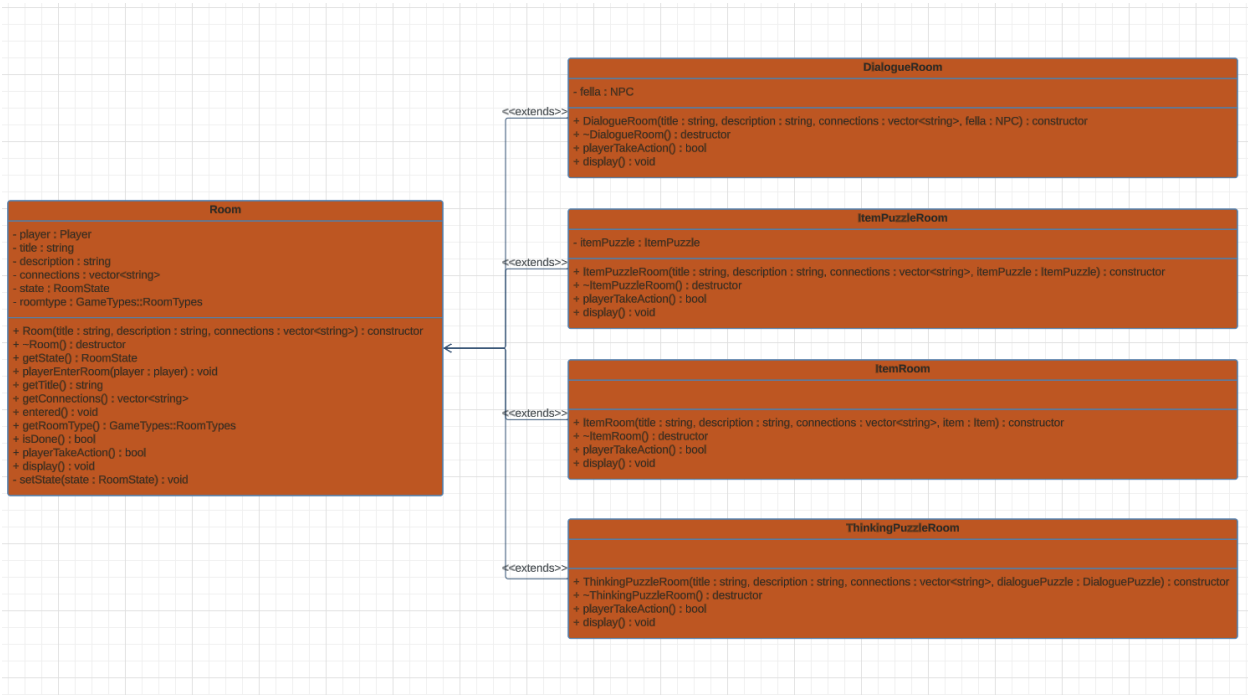 Room
- player : Player
- title : string
- description : string
- connections : vector<string>
- state : RoomState
- roomtype : GameTypes::RoomTypes
+ Room(title : string, description : string, connections : vector<string>) : constructor
+ ~Room() : destructor
+ getState() : RoomState
+ playerEnterRoom(player : player) : void
+ getTitle() : string
+ getConnections() : vector<string>
+ entered() : void
+ getRoomType() : GameTypes::RoomTypes
+ isDone() : bool
+ playerTakeAction() : bool
+ display() : void
- setState(state : RoomState) : void
<<extends>>
DialogueRoom
- fella : NPC
+ DialogueRoom(title : string, description : string, connections : vector<string>, fella : NPC) : constructor
+ ~DialogueRoom() : destructor
+ playerTakeAction() : bool
+ display() : void
<<extends>>
ItemPuzzleRoom
- itemPuzzle : ItemPuzzle
+ ItemPuzzleRoom(title : string, description : string, connections : vector<string>, itemPuzzle : ItemPuzzle) : constructor
+ ~ItemPuzzleRoom() : destructor
+ playerTakeAction() : bool
+ display() : void
<<extends>>
ItemRoom
+ ItemRoom(title : string, description : string, connections : vector<string>, item : Item) : constructor
+ ~ItemRoom() : destructor
+ playerTakeAction() : bool
+ display() : void
<<extends>>
ThinkingPuzzleRoom
+ ThinkingPuzzleRoom(title : string, description : string, connections : vector<string>, dialoguePuzzle : DialoguePuzzle) : constructor
+ ~ThinkingPuzzleRoom() : destructor
+ playerTakeAction() : bool
+ display() : void